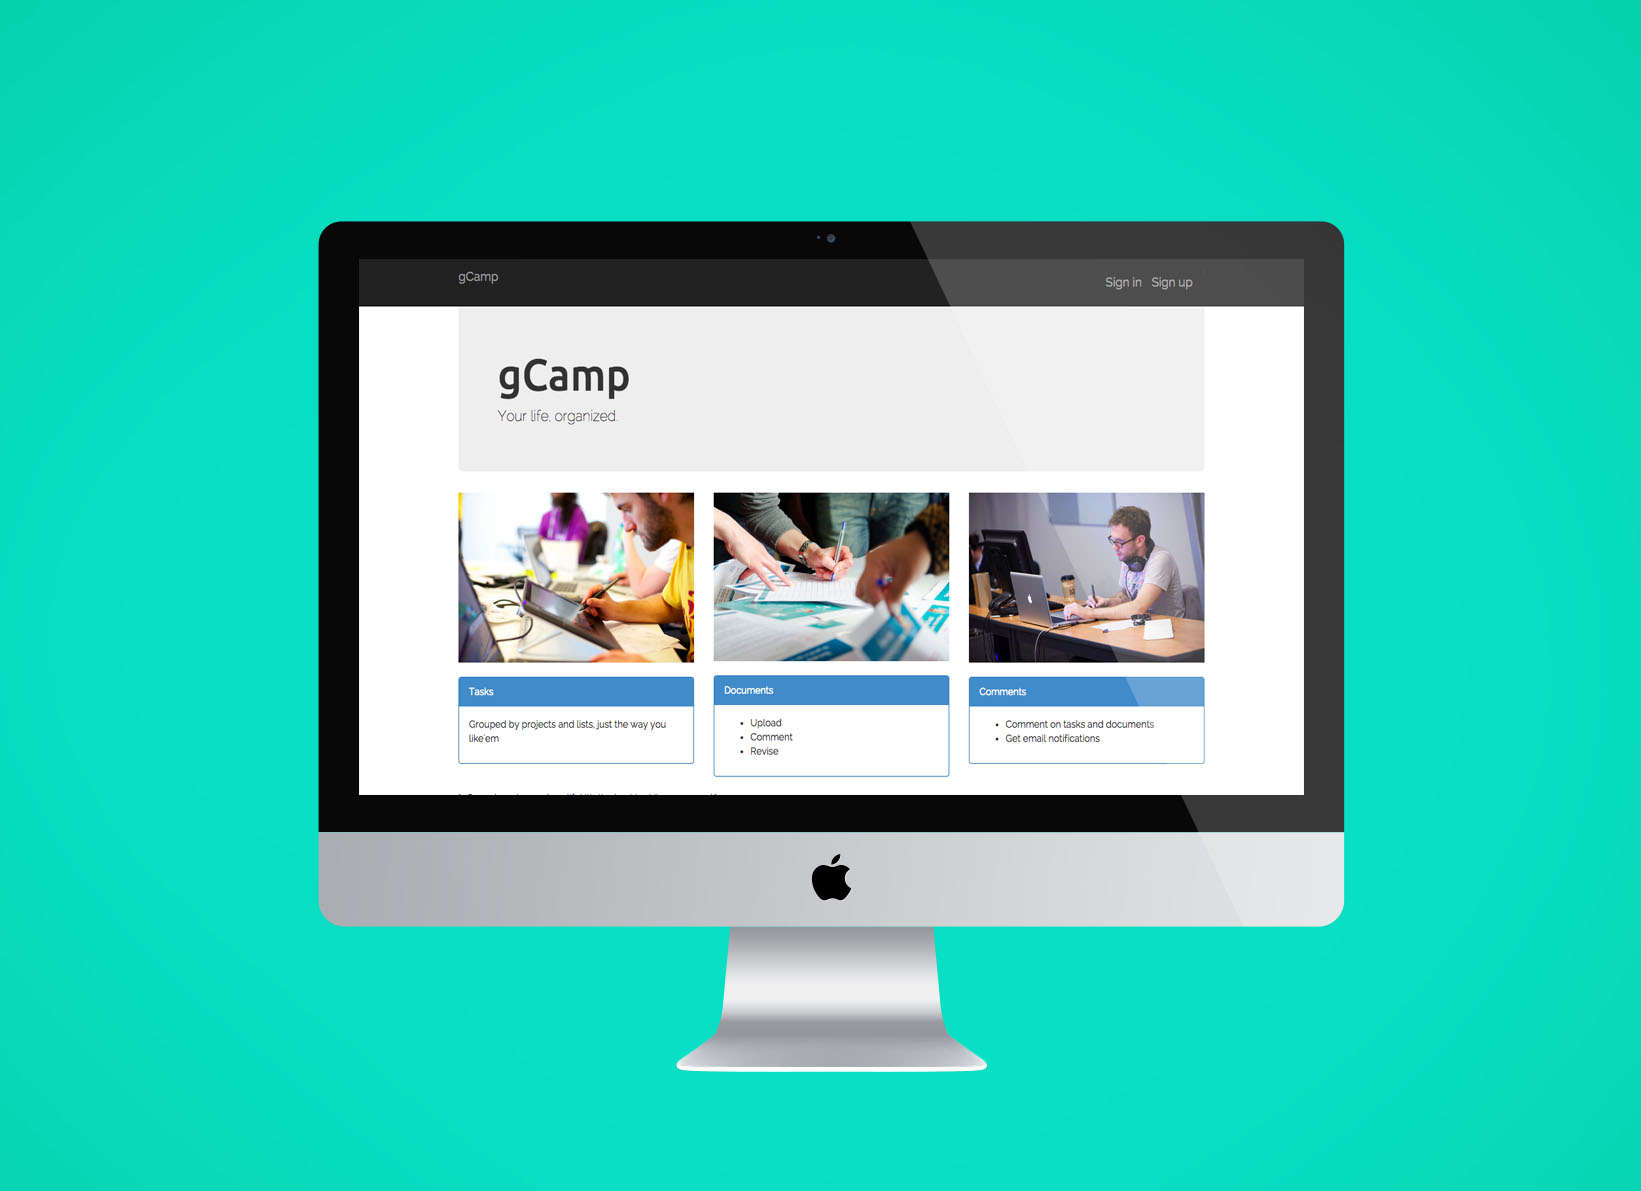 gCamp
Sign in Sign up
gCamp
Your life. organized.
Tasks
Grouped by projects and lists, just the way you
like'em
Documents
Upload
Comment
Revise
Comments
Comment on tasks and documents
Get email notifications